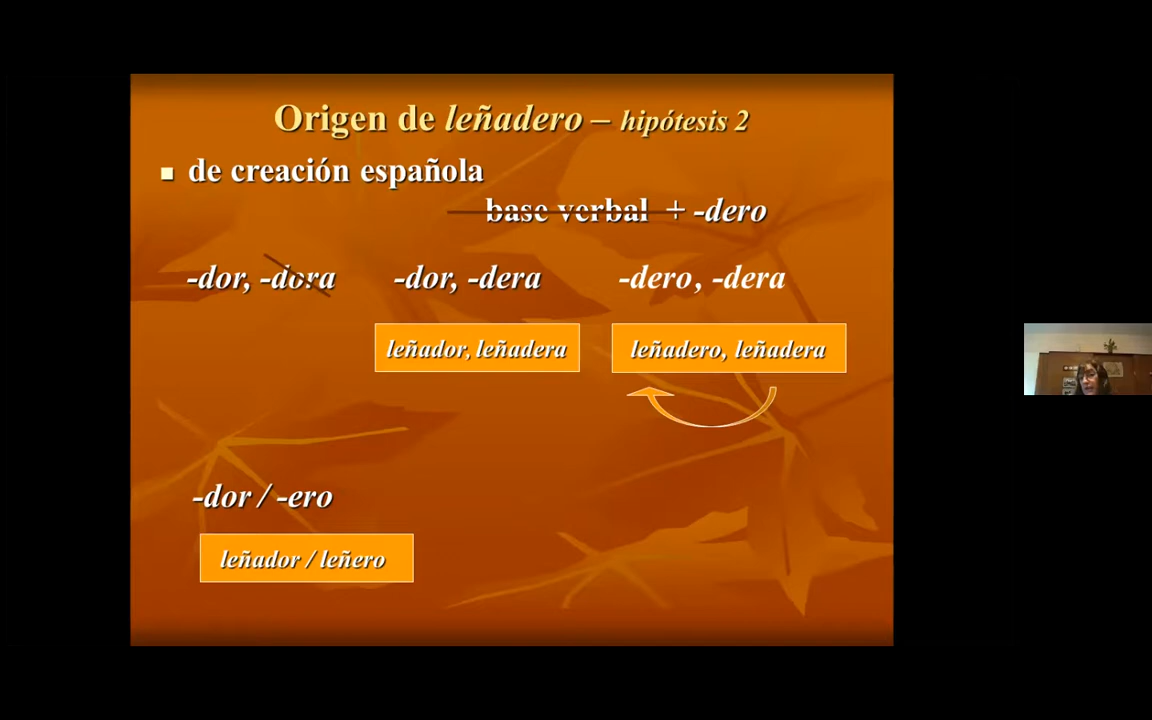 Origen de leñadero – hipótesis 2
de creación española
base verbal + -dero
-dor, -dora -dor, -dera -dero, -dera
leñador, leñadera leñadero, leñadera
-dor / -ero
leñador / leñero